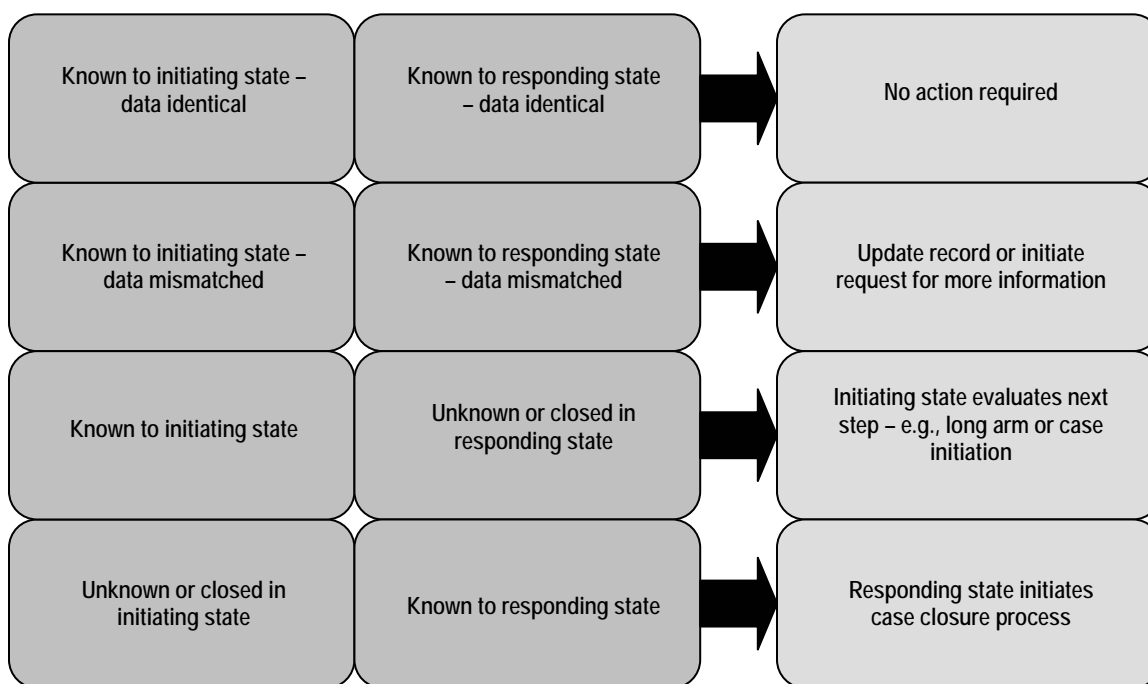 Known to initiating state –
data identical
Known to responding state
– data identical
No action required
Known to initiating state –
data mismatched
Known to responding state
– data mismatched
Update record or initiate
request for more information
Known to initiating state
Unknown or closed in
responding state
Initiating state evaluates next
step – e.g., long arm or case
initiation
Unknown or closed in
initiating state
Known to responding state
Responding state initiates
case closure process